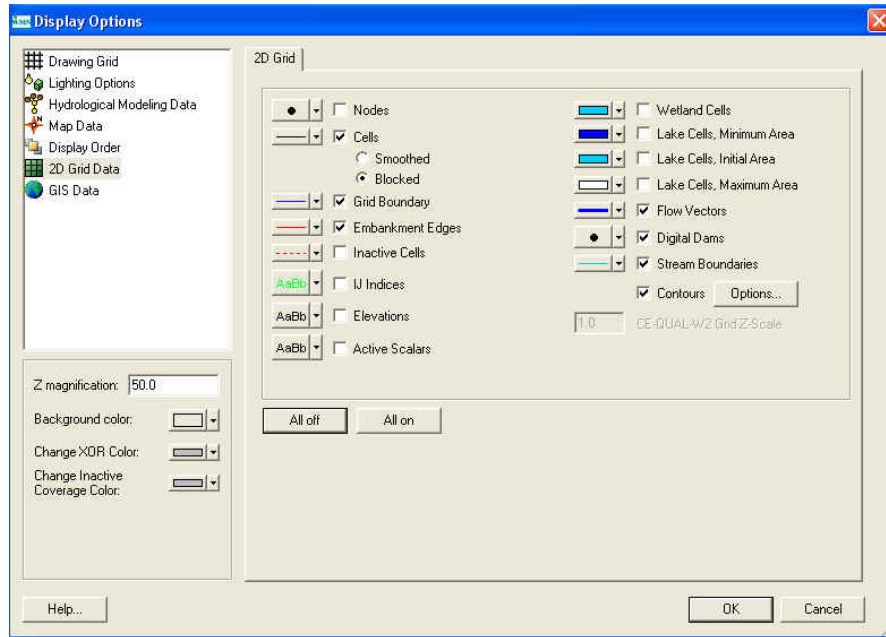 Display Options
Drawing Grid
Lighting Options
Hydrological Modeling Data
Map Data
Display Order
2D Grid Data
GIS Data
Z magnification: 50.0
Background color:
Change XOR Color:
Change Inactive
Coverage Color:
2D Grid
Nodes
Cells
Smoothed
Blocked
Grid Boundary
Embankment Edges
Inactive Cells
AaBb IJ Indices
AaBb Elevations
AaBb Active Scalars
Wetland Cells
Lake Cells, Minimum Area
Lake Cells, Initial Area
Lake Cells, Maximum Area
Flow Vectors
Digital Dams
Stream Boundaries
Contours Options...
1.0 CE-QUAL-W2 Grid Z-Scale
All off All on
Help... OK Cancel